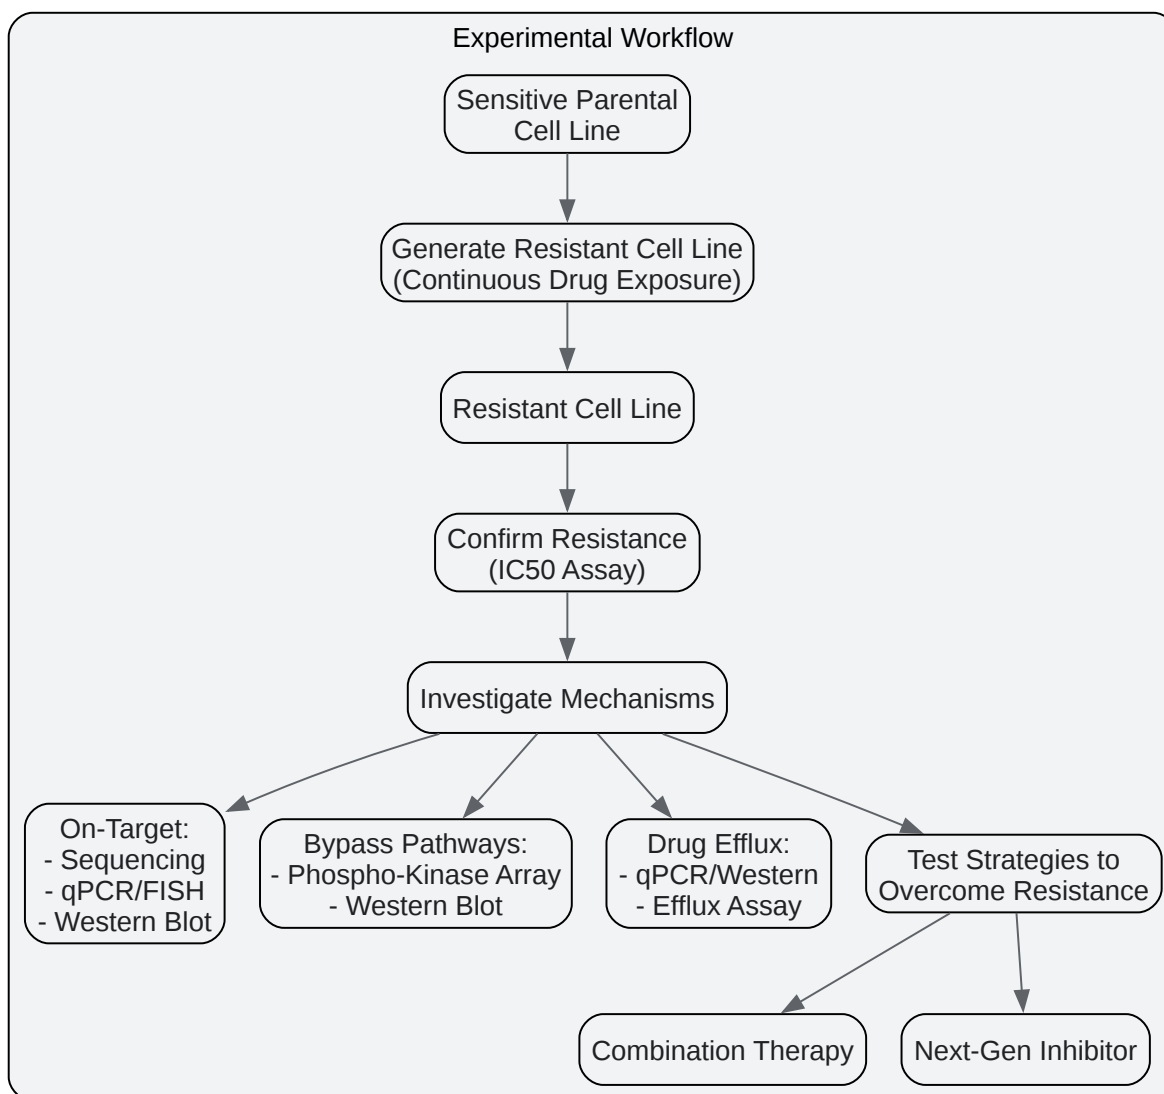 Experimental Workflow
Sensitive Parental
Cell Line
Generate Resistant Cell Line
(Continuous Drug Exposure)
Resistant Cell Line
Confirm Resistance
(IC50 Assay)
Investigate Mechanisms
On-Target:
- Sequencing
- qPCR/FISH
- Western Blot
Bypass Pathways:
- Phospho-Kinase Array
- Western Blot
Drug Efflux:
- qPCR/Western
- Efflux Assay
Test Strategies to
Overcome Resistance
Combination Therapy
Next-Gen Inhibitor